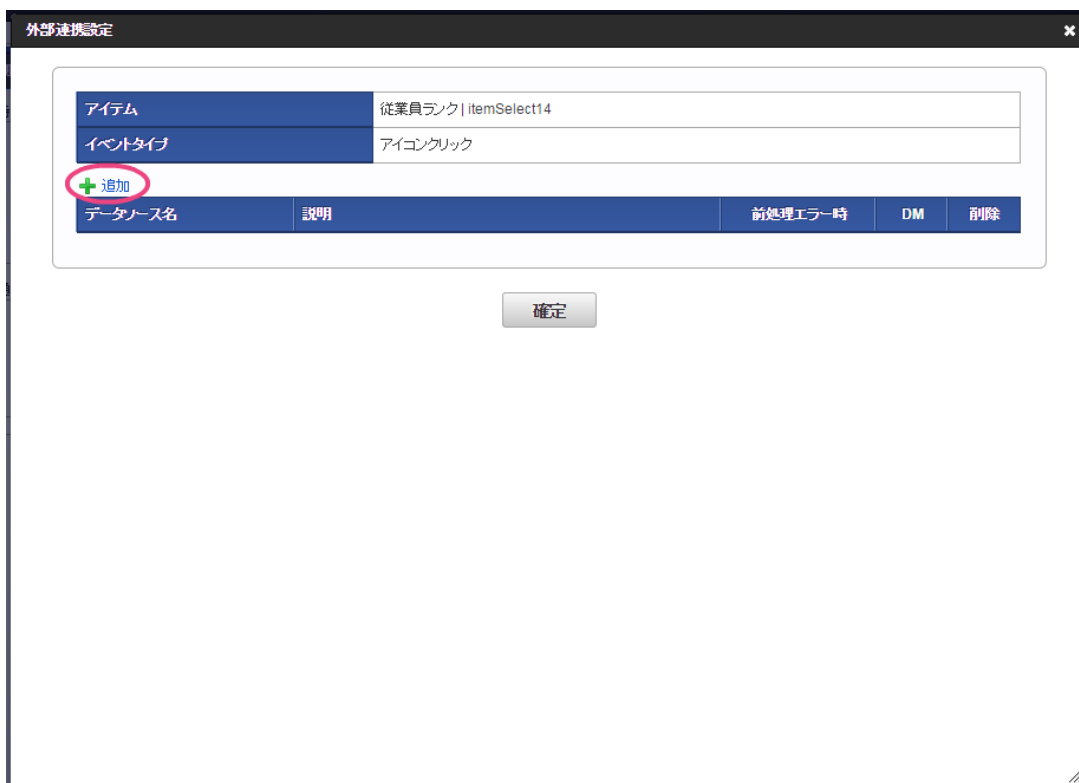 外部連携設定
アイテム 従業員ランク| itemSelect14
イベントタイプ アイコンクリック
追加
データソース名 説明 前処理エラー時 DM 削除
確定